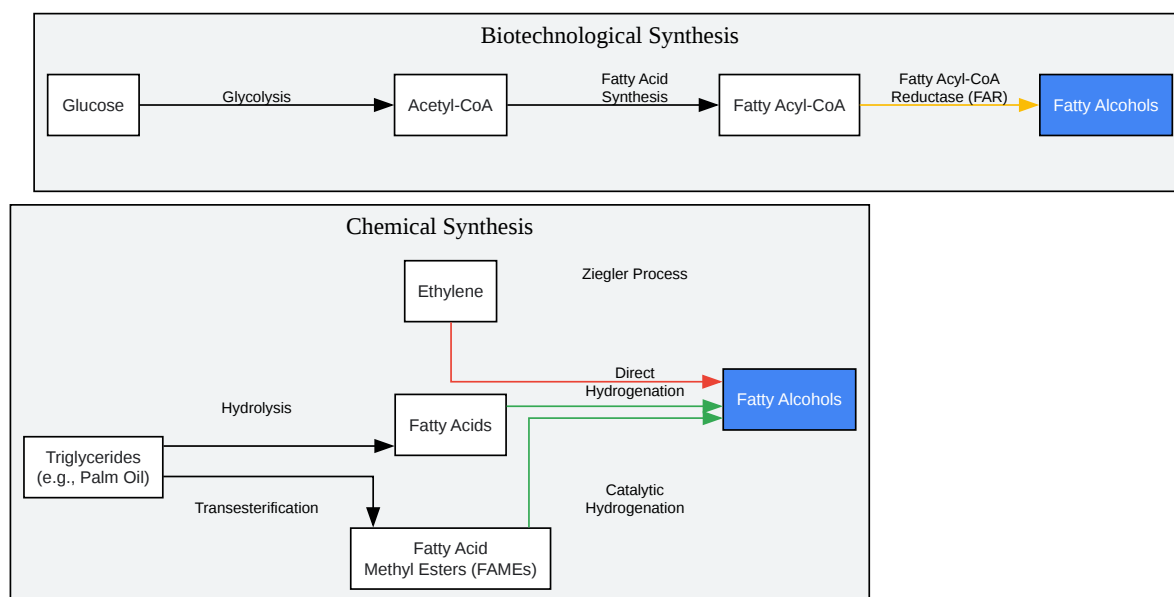 Biotechnological Synthesis
Glucose
Glycolysis
Acetyl-CoA
Fatty Acid
Synthesis
Fatty Acyl-CoA
Fatty Acyl-CoA
Reductase (FAR)
Fatty Alcohols
Chemical Synthesis
Ethylene
Ziegler Process
Direct
Hydrogenation
Fatty Alcohols
Hydrolysis
Fatty Acids
Triglycerides
(e.g., Palm Oil)
Transesterification
Catalytic
Hydrogenation
Fatty Acid
Methyl Esters (FAMEs)